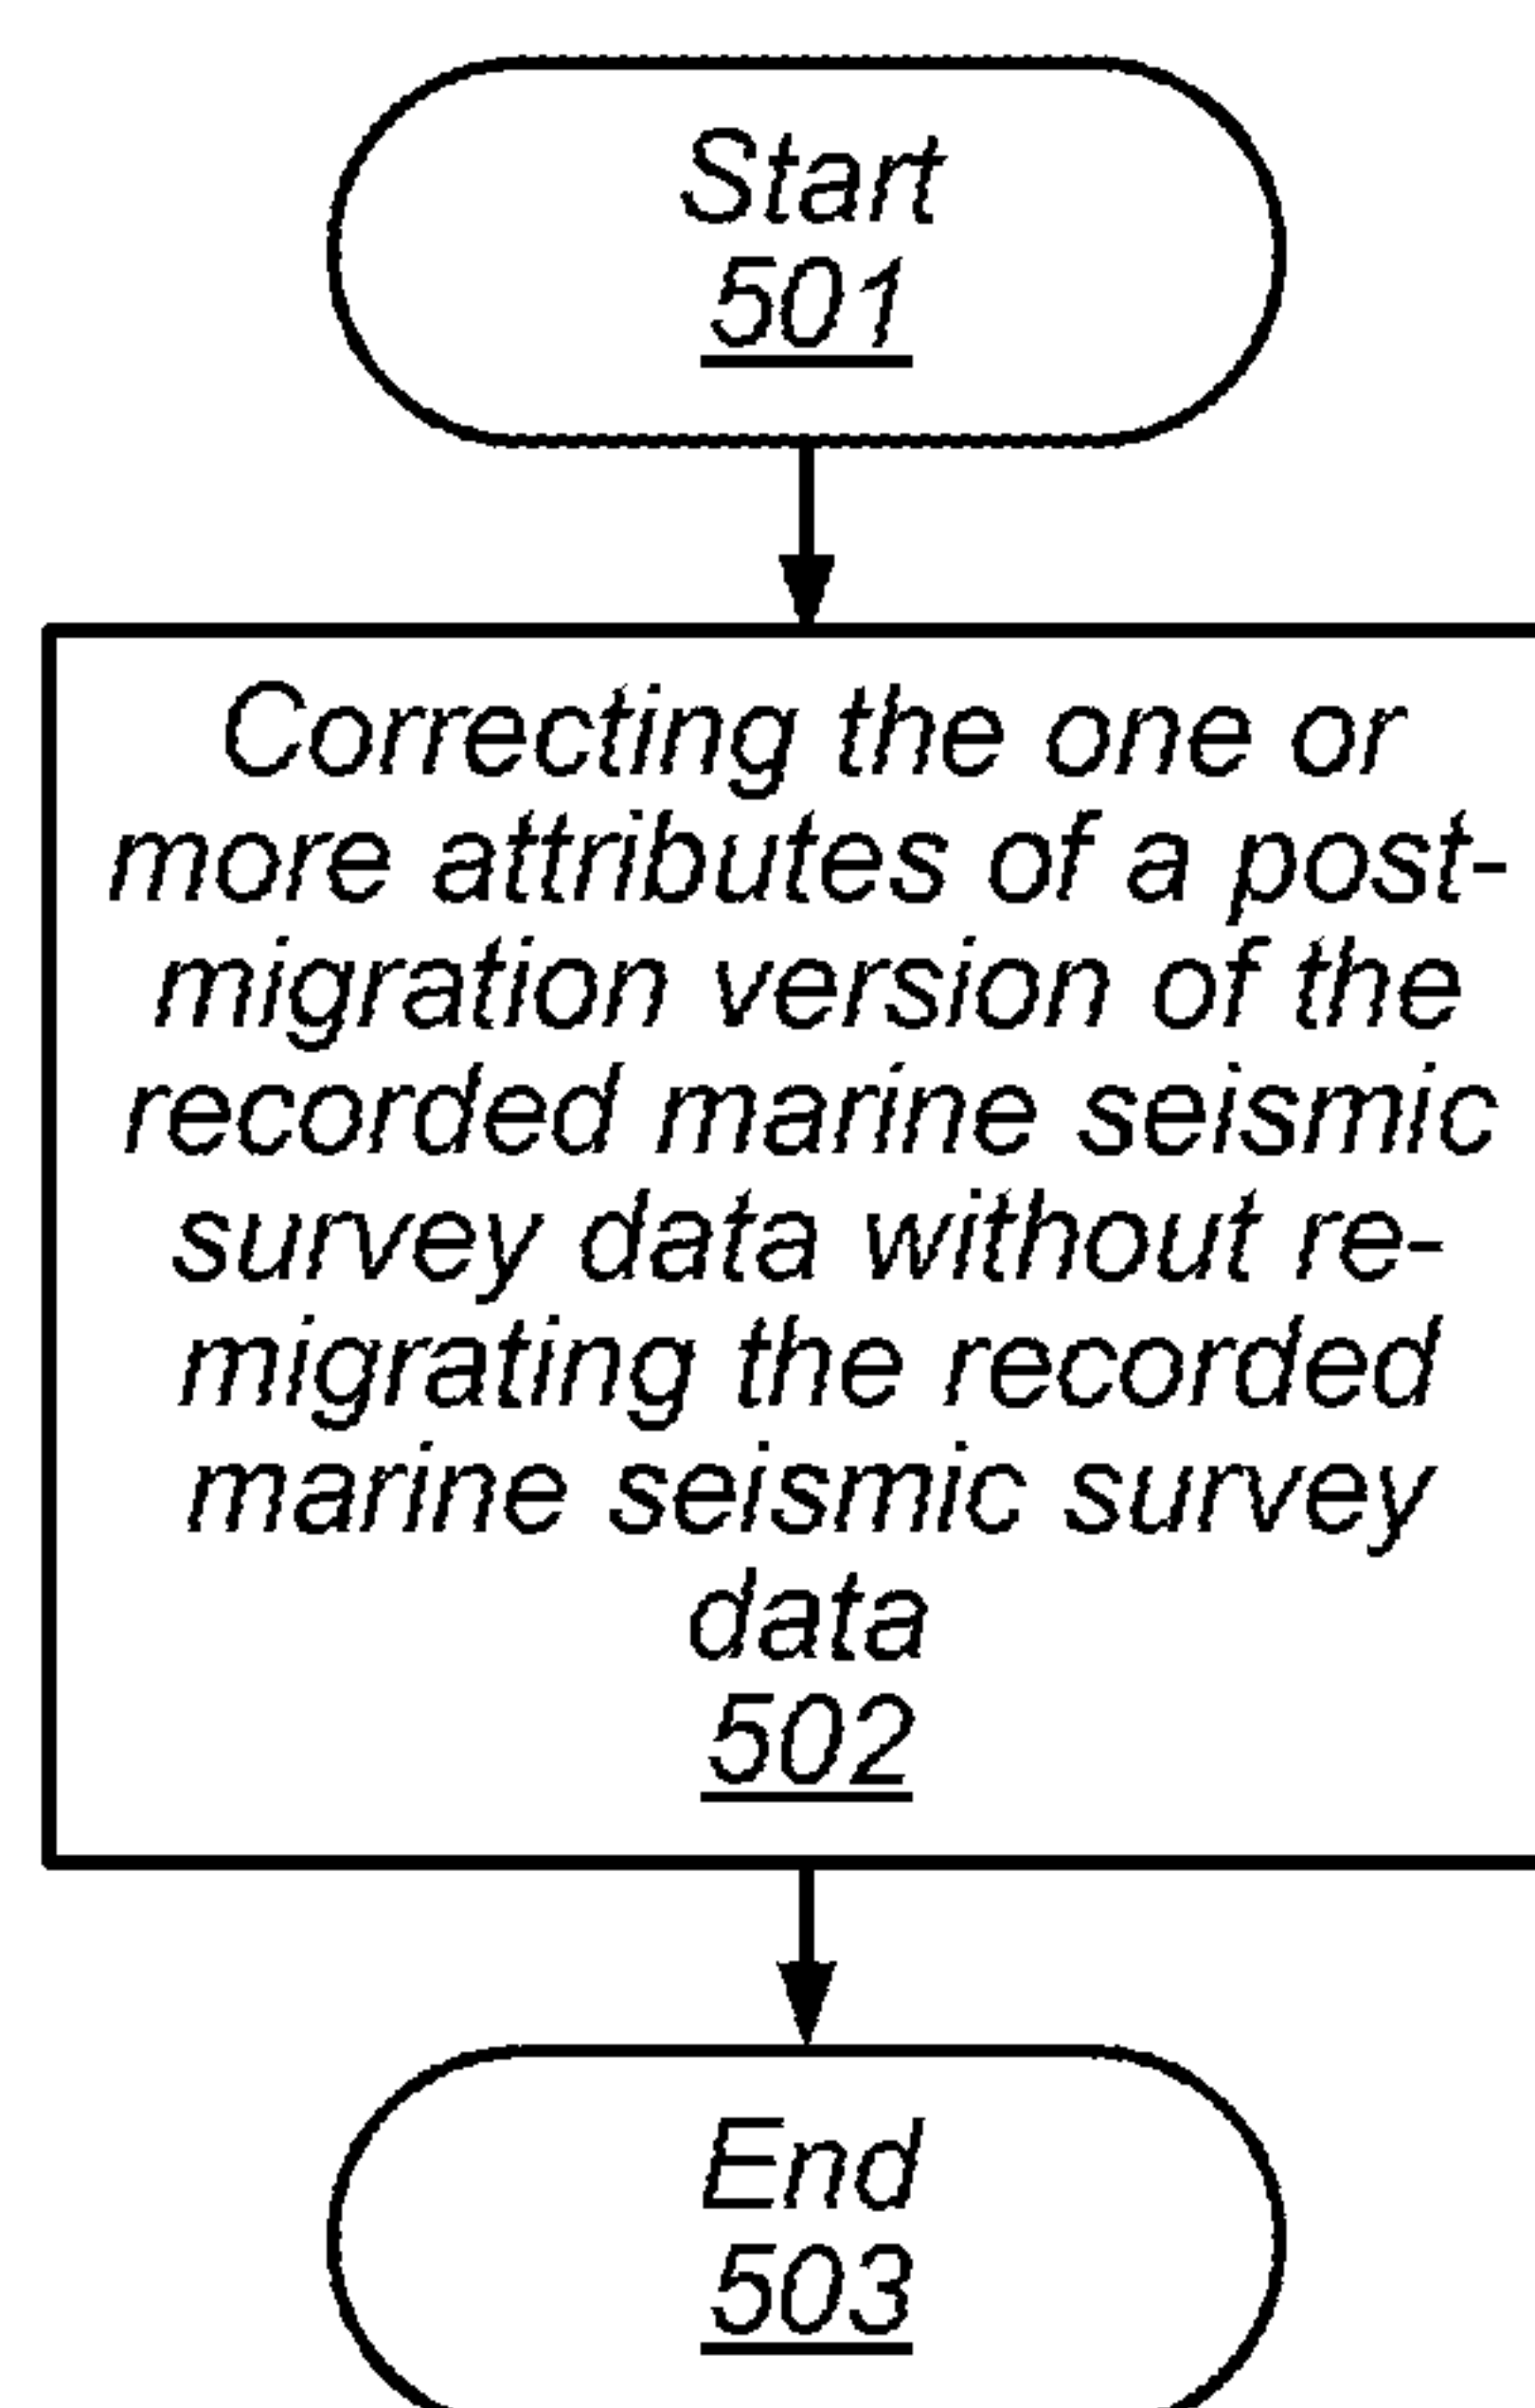 Start
501
Correcting the one or
more attributes of a post-
migration version of the
recorded marine seismic
survey data without re-
migrating the recorded
marine seismic survey
data
502
End
503